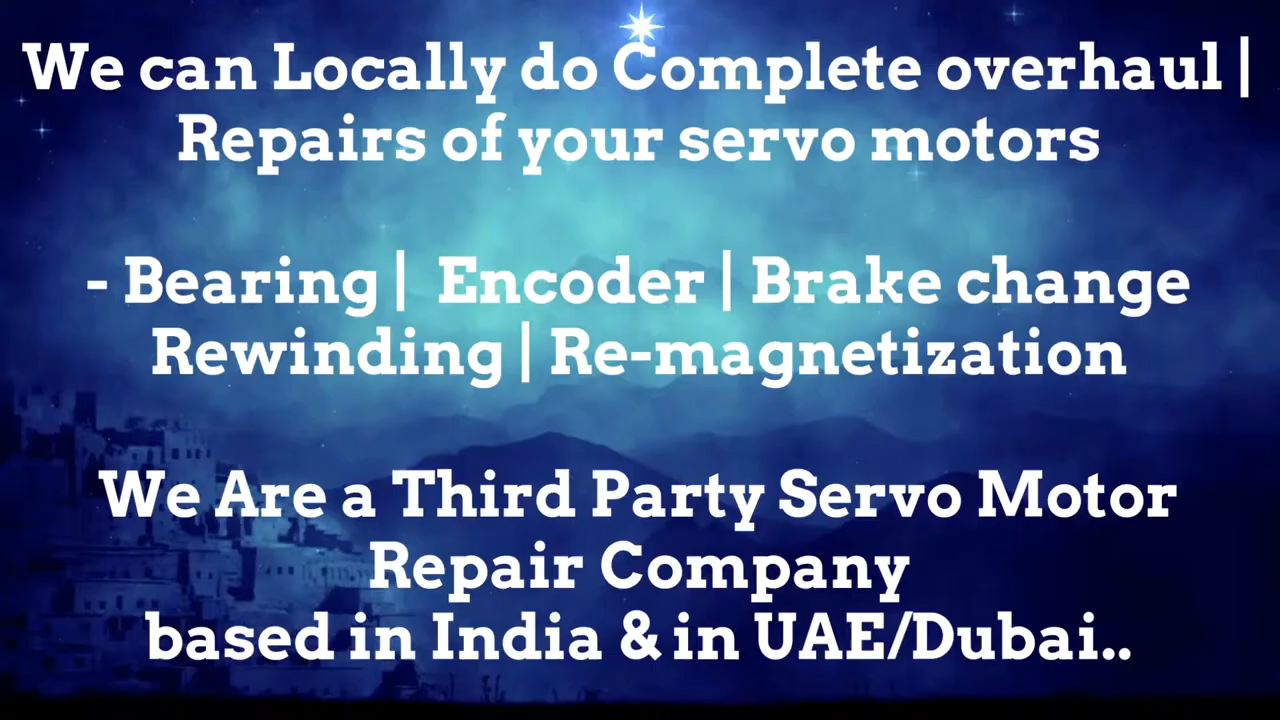 We can Locally do Complete overhaul |
Repairs of your servo motors
- Bearing | Encoder | Brake change
Rewinding | Re-magnetization
We Are a Third Party Servo Motor
Repair Company
based in India & in UAE/Dubai..